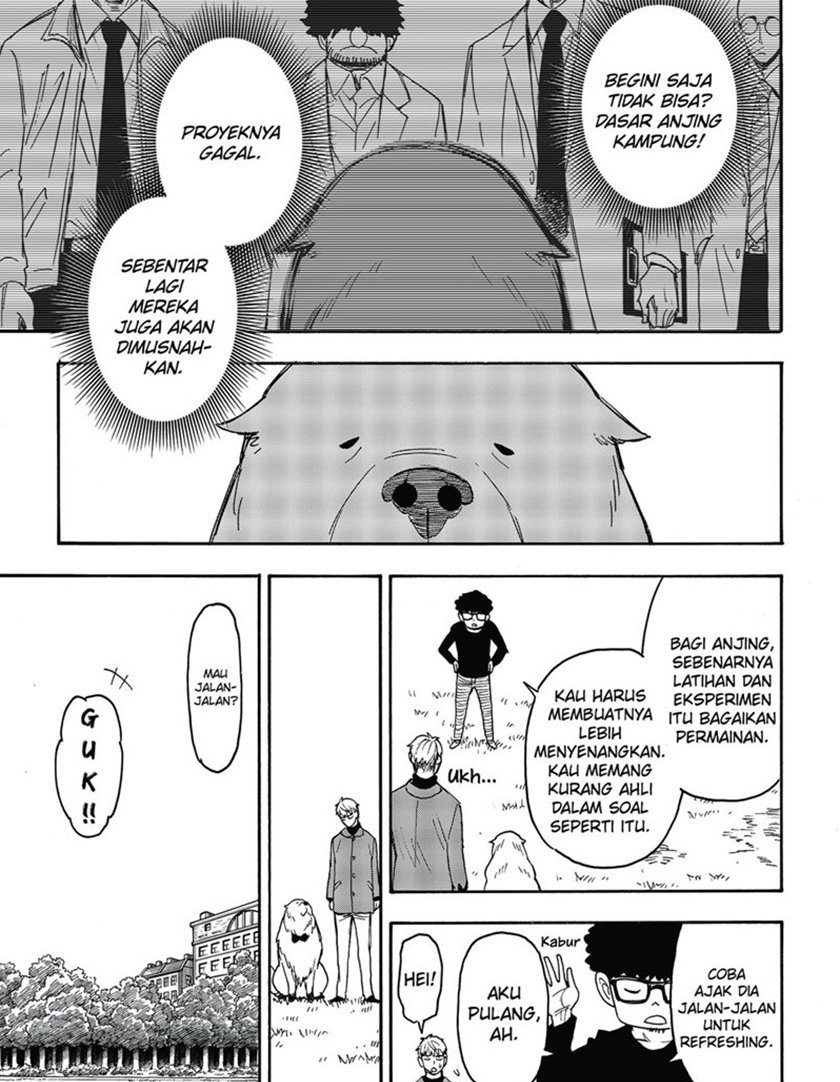 BEGINI SAJA
TIDAK BISA?
DASAR ANJING
KAMPUNG!
PROYEKNYA
GAGAL.
SEBENTAR
LAGI
MEREKA
JUGA AKAN
DIMUSNAH-
KAN.
BAGI ANJING,
SEBENARNYA
LATIHAN DAN
EKSPERIMEN
ITU BAGAIKAN
PERMAINAN.
KAU HARUS
MEMBUATNYA
LEBIH
MENYENANGKAN.
KAU MEMANG
KURANG AHLI
DALAM SOAL
SEPERTI ITU.
Ukh...
COBA
AJAK DIA
JALAN-JALAN
UNTUK
REFRESHING.
Kabur
AKU
PULANG,
AH.
HEI!
MAU
JALAN-
JALAN?
GUK!!